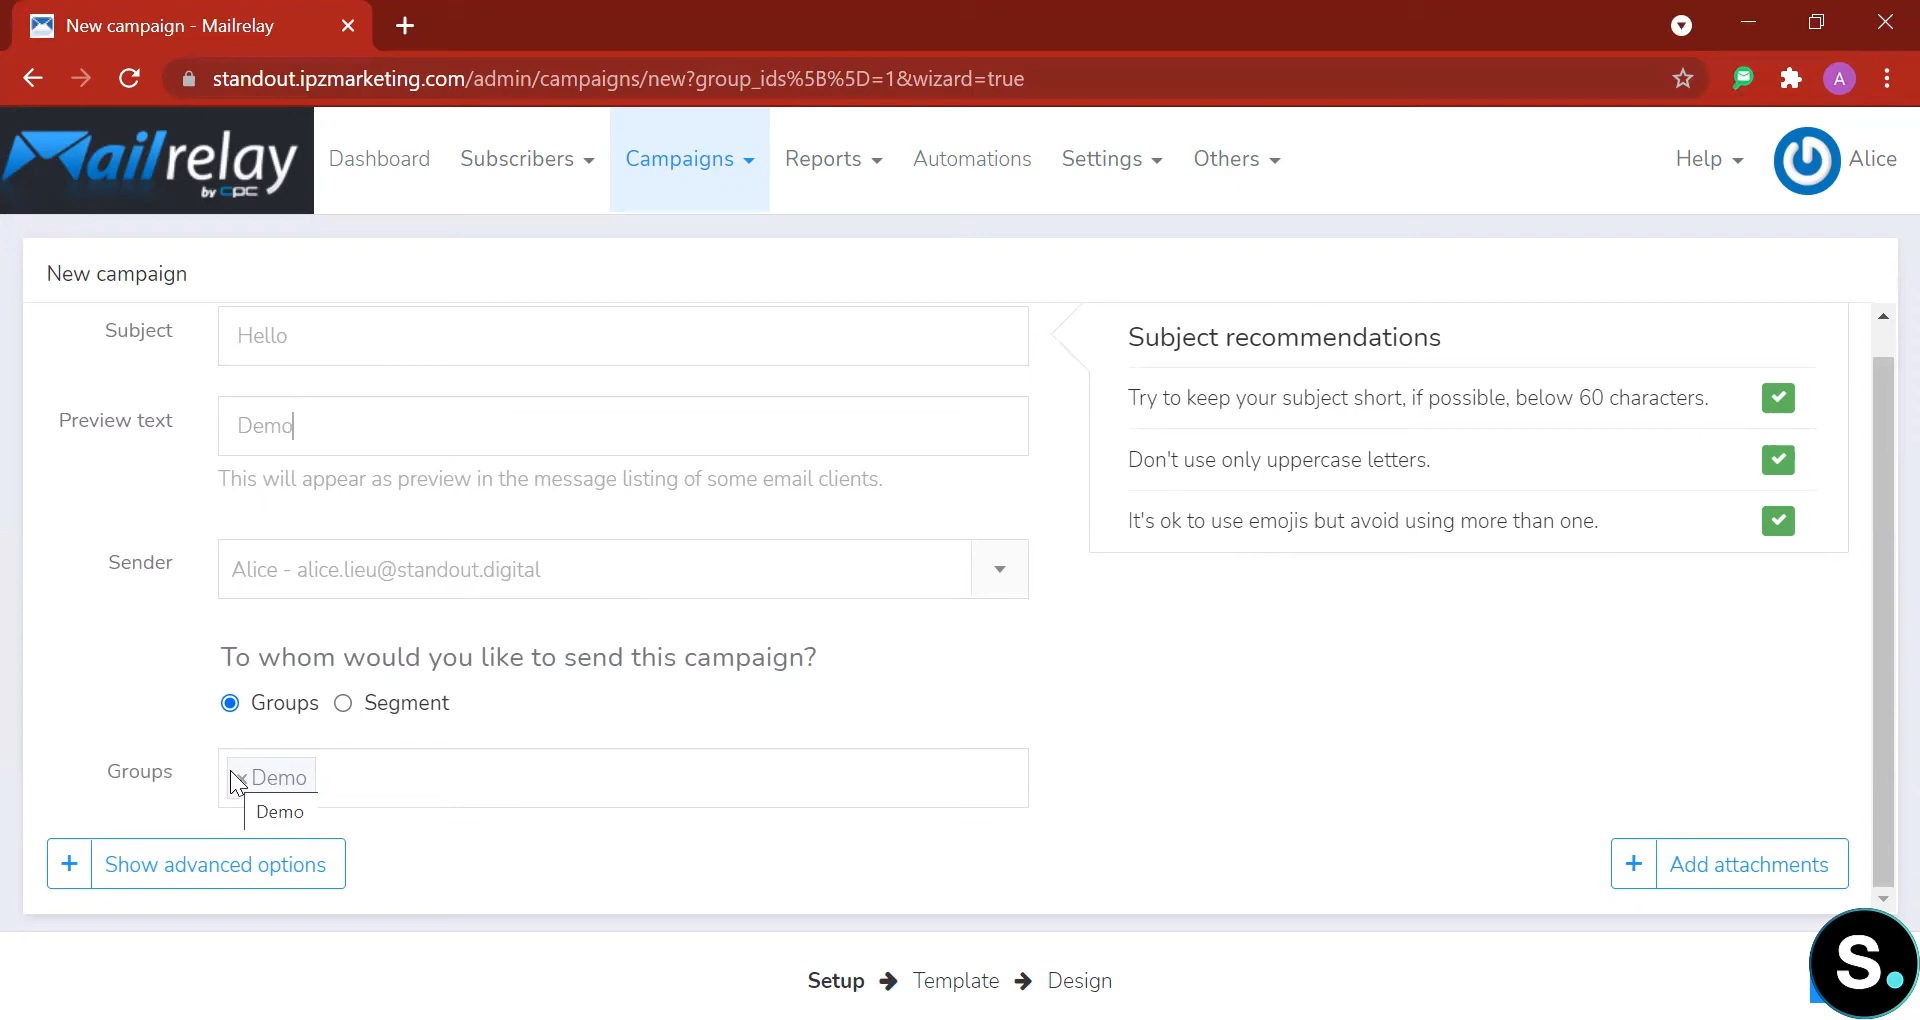 New campaign - Mailrelay
standout.ipzmarketing.com/admin/campaigns/new?group_ids%5B%5D=1&wizard=true
A
Mailrelay
by cpc
Dashboard
Subscribers
Campaigns
Reports
Automations
Settings
Others
Help
Alice
New campaign
Subject
Hello
Preview text
Demo
This will appear as preview in the message listing of some email clients.
Sender
Alice - alice.lieu@standout.digital
To whom would you like to send this campaign?
Groups
Segment
Groups
× Demo
Demo
Subject recommendations
Try to keep your subject short, if possible, below 60 characters.
Don't use only uppercase letters.
It's ok to use emojis but avoid using more than one.
+ Show advanced options
+ Add attachments
Setup
Template
Design
S.